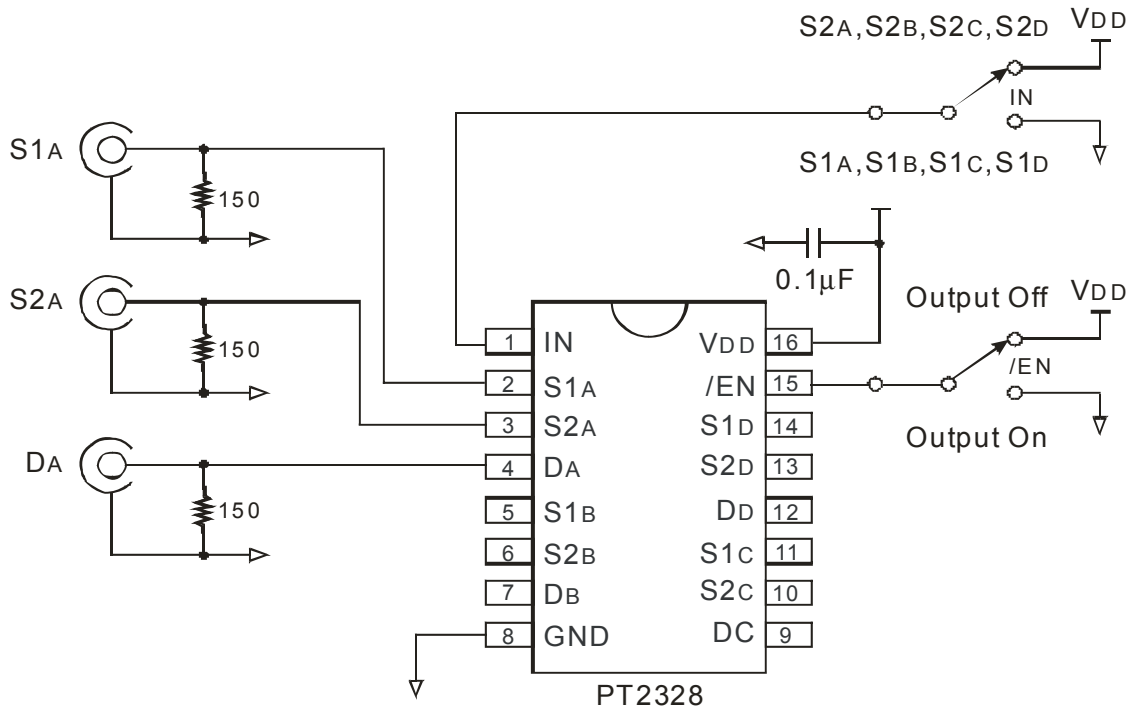 S2A,S2B,S2C,S2D VDD
IN
S1A,S1B,S1C,S1D
S1A
150
S2A
150
DA
150
0.1µF
Output Off VDD
/EN
Output On
1 IN VDD 16
2 S1A /EN 15
3 S2A S1D 14
4 DA S2D 13
5 S1B DD 12
6 S2B S1C 11
7 DB S2C 10
8 GND DC 9
PT2328